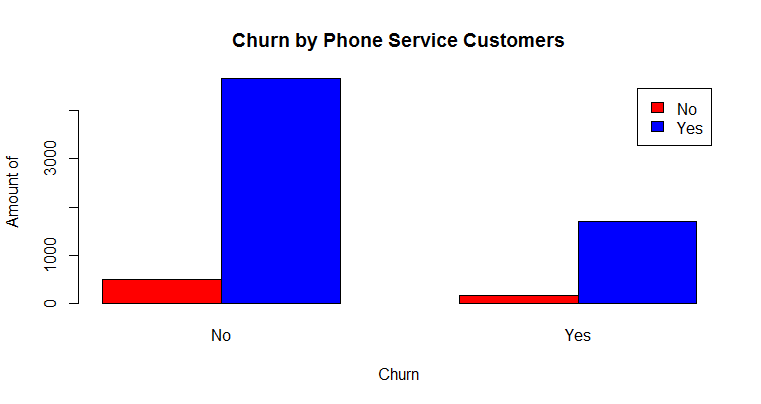 Churn by Phone Service Customers
No
Yes
Amount of
3000
1000
0
No
Yes
Churn